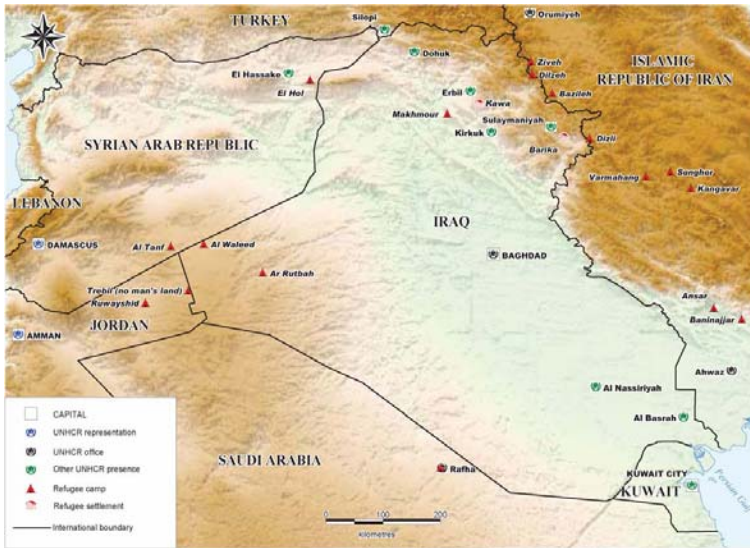 TURKEY
Silopi
Orumiyeh
Dohuk
Ziveh
Dilzeh
ISLAMIC
REPUBLIC OF IRAN
El Hassake
El Hol
Bazileh
Erbil
Kawa
Makhmour
Sulaymaniyah
Kirkuk
Barika
Dizli
SYRIAN ARAB REPUBLIC
Varmahang
Songhor
Kangavar
LEBANON
IRAQ
DAMASCUS
Al Tanf
Al Waleed
BAGHDAD
Ar Rutbah
Trebil (no man's land)
Ruwayshid
Ansar
Baninajjar
JORDAN
AMMAN
Ahwaz
Al Nassiriyah
Al Basrah
SAUDI ARABIA
Rafha
KUWAIT CITY
KUWAIT
Persian Gulf
CAPITAL
UNHCR representation
UNHCR office
Other UNHCR presence
Refugee camp
Refugee settlement
International boundary
0 100 200
kilometres